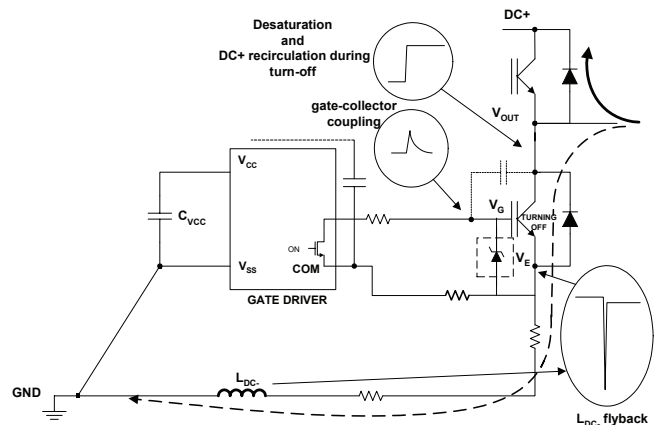 Desaturation
and
DC+ recirculation during
turn-off
DC+
gate-collector
coupling
VOUT
VCC
CVCC
VG
TURNING
OFF
ON
VSS
COM
VE
GATE DRIVER
LDC-
GND
LDC- flyback